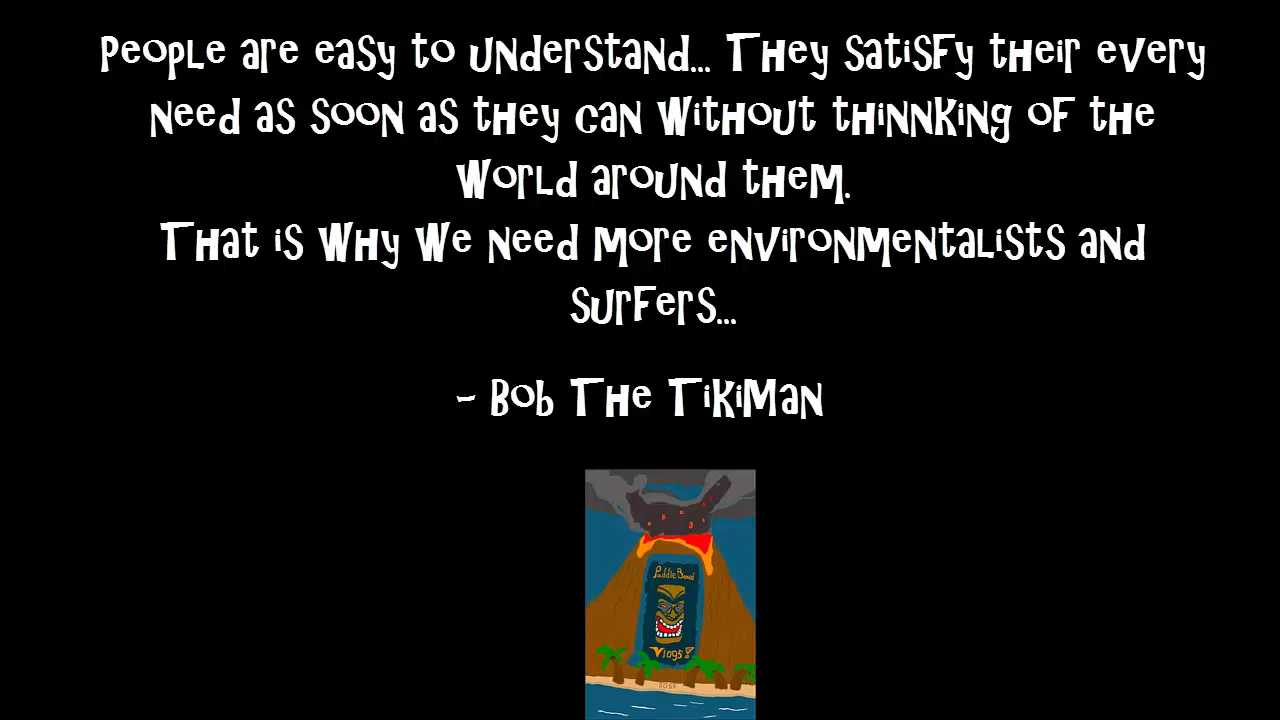 People are easy to understand... They satisfy their every
need as soon as they can without thinnking of the
world around them.
That is why we need more environmentalists and
surfers...
- Bob The Tikiman
Paddle Board
Vlogs!